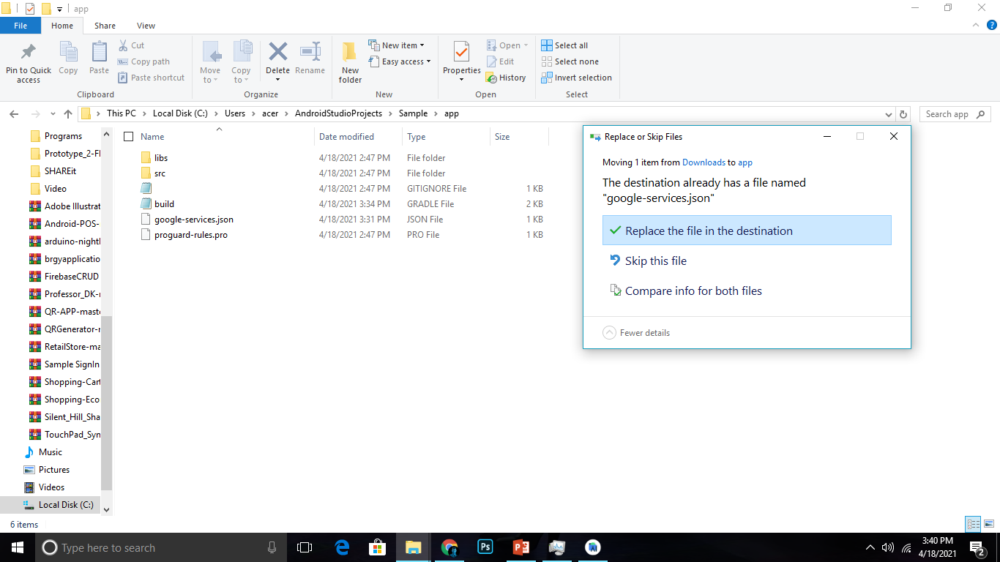 app
File Home Share View
Pin to Quick access
Copy
Paste
Cut
Copy path
Paste shortcut
Clipboard
Move to
Copy to
Delete
Rename
Organize
New folder
New item
Easy access
New
Properties
Open
Edit
History
Open
Select all
Select none
Invert selection
Select
This PC Local Disk (C:) Users acer AndroidStudioProjects Sample app
Search app
Programs
Prototype_2-Fl
SHAREit
Video
Adobe Illustrat
Android-POS-
arduino-nightl
brgyapplicatio
FirebaseCRUD
Professor_DK-r
QR-APP-maste
QRGenerator-r
RetailStore-ma
Sample SignIn
Shopping-Cart
Shopping-Eco
Silent_Hill_Sha
TouchPad_Syn
Music
Pictures
Videos
Local Disk (C:)
Name Date modified Type Size
libs 4/18/2021 2:47 PM File folder
src 4/18/2021 2:47 PM File folder
4/18/2021 2:47 PM GITIGNORE File 1 KB
build 4/18/2021 3:34 PM GRADLE File 2 KB
google-services.json 4/18/2021 3:31 PM JSON File 1 KB
proguard-rules.pro 4/18/2021 2:47 PM PRO File 1 KB
Replace or Skip Files
Moving 1 item from Downloads to app
The destination already has a file named
"google-services.json"
Replace the file in the destination
Skip this file
Compare info for both files
Fewer details
6 items
Type here to search
Ps
3:40 PM
4/18/2021
2